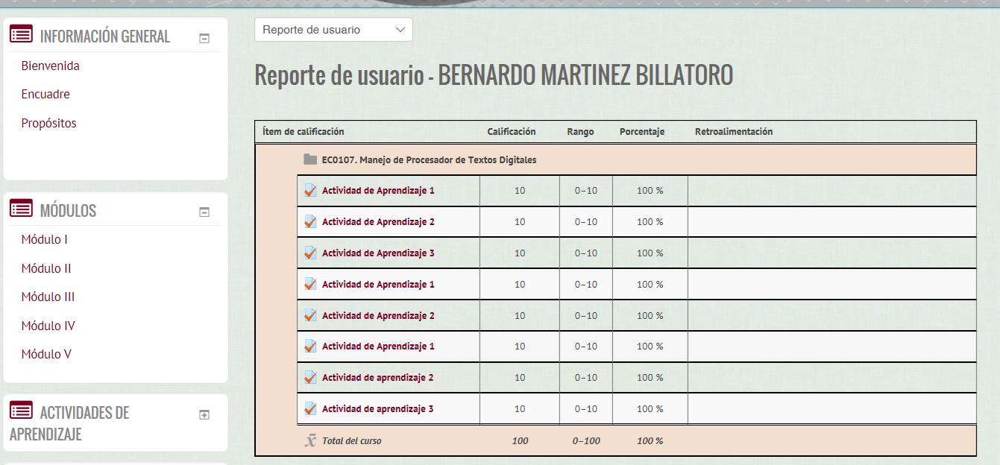 INFORMACIÓN GENERAL
Bienvenida
Encuadre
Propósitos
MÓDULOS
Módulo I
Módulo II
Módulo III
Módulo IV
Módulo V
ACTIVIDADES DE
APRENDIZAJE
Reporte de usuario
Reporte de usuario - BERNARDO MARTINEZ BILLATORO
Ítem de calificación Calificación Rango Porcentaje Retroalimentación
EC0107. Manejo de Procesador de Textos Digitales
Actividad de Aprendizaje 1 10 0–10 100 %
Actividad de Aprendizaje 2 10 0–10 100 %
Actividad de Aprendizaje 3 10 0–10 100 %
Actividad de Aprendizaje 1 10 0–10 100 %
Actividad de Aprendizaje 2 10 0–10 100 %
Actividad de Aprendizaje 1 10 0–10 100 %
Actividad de aprendizaje 2 10 0–10 100 %
Actividad de aprendizaje 3 10 0–10 100 %
x̄ Total del curso 100 0–100 100 %